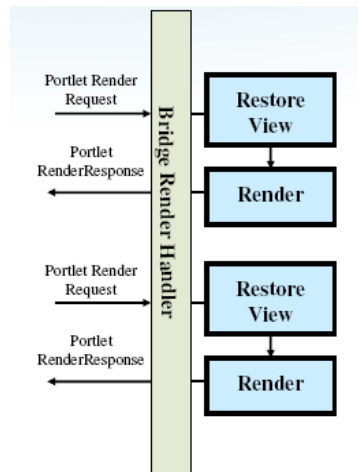 Portlet Render
Request
Restore
View
Portlet
RenderResponse
Render
Bridge Render Handler
Portlet Render
Request
Restore
View
Portlet
RenderResponse
Render